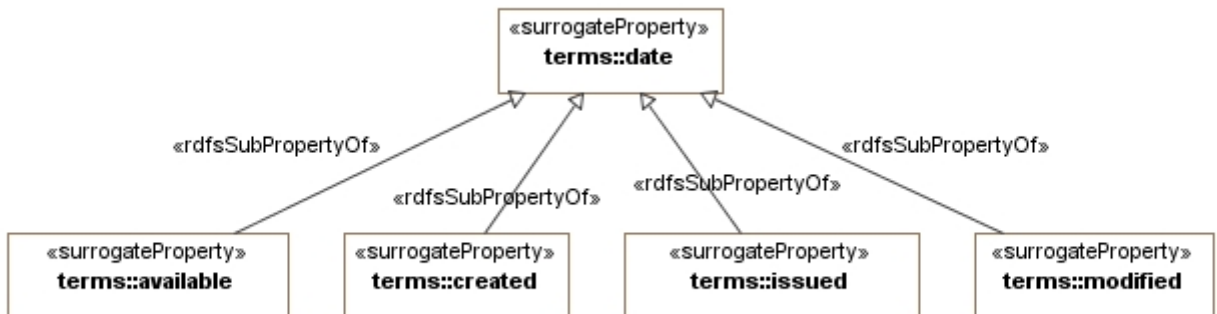 «surrogateProperty»
terms::date
«rdfsSubPropertyOf»
«rdfsSubPropertyOf»
«rdfsSubPropertyOf»
«rdfsSubPropertyOf»
«surrogateProperty»
terms::available
«surrogateProperty»
terms::created
«surrogateProperty»
terms::issued
«surrogateProperty»
terms::modified